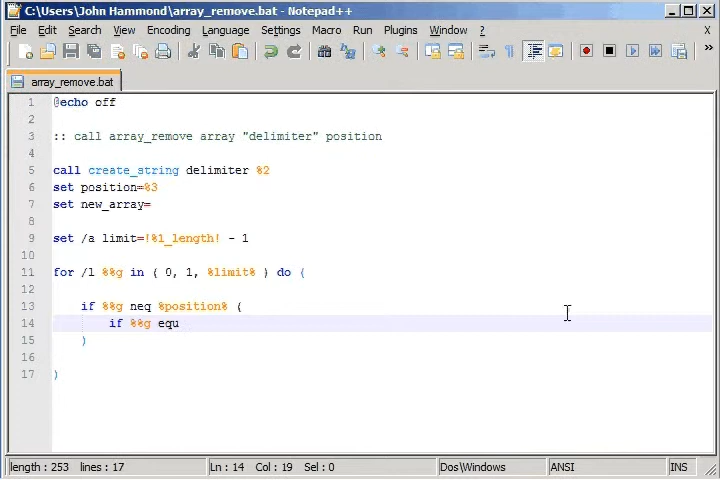 C:\Users\John Hammond\array_remove.bat - Notepad++
File Edit Search View Encoding Language Settings Macro Run Plugins Window ? X
array_remove.bat
1 @echo off
2
3 :: call array_remove array "delimiter" position
4
5 call create_string delimiter %2
6 set position=%3
7 set new_array=
8
9 set /a limit=!%1_length! - 1
10
11 for /l %%g in ( 0, 1, %limit% ) do (
12
13 if %%g neq %position% (
14 if %%g equ
15 )
16
17 )
length : 253 lines : 17 Ln : 14 Col : 19 Sel : 0 Dos\Windows ANSI INS